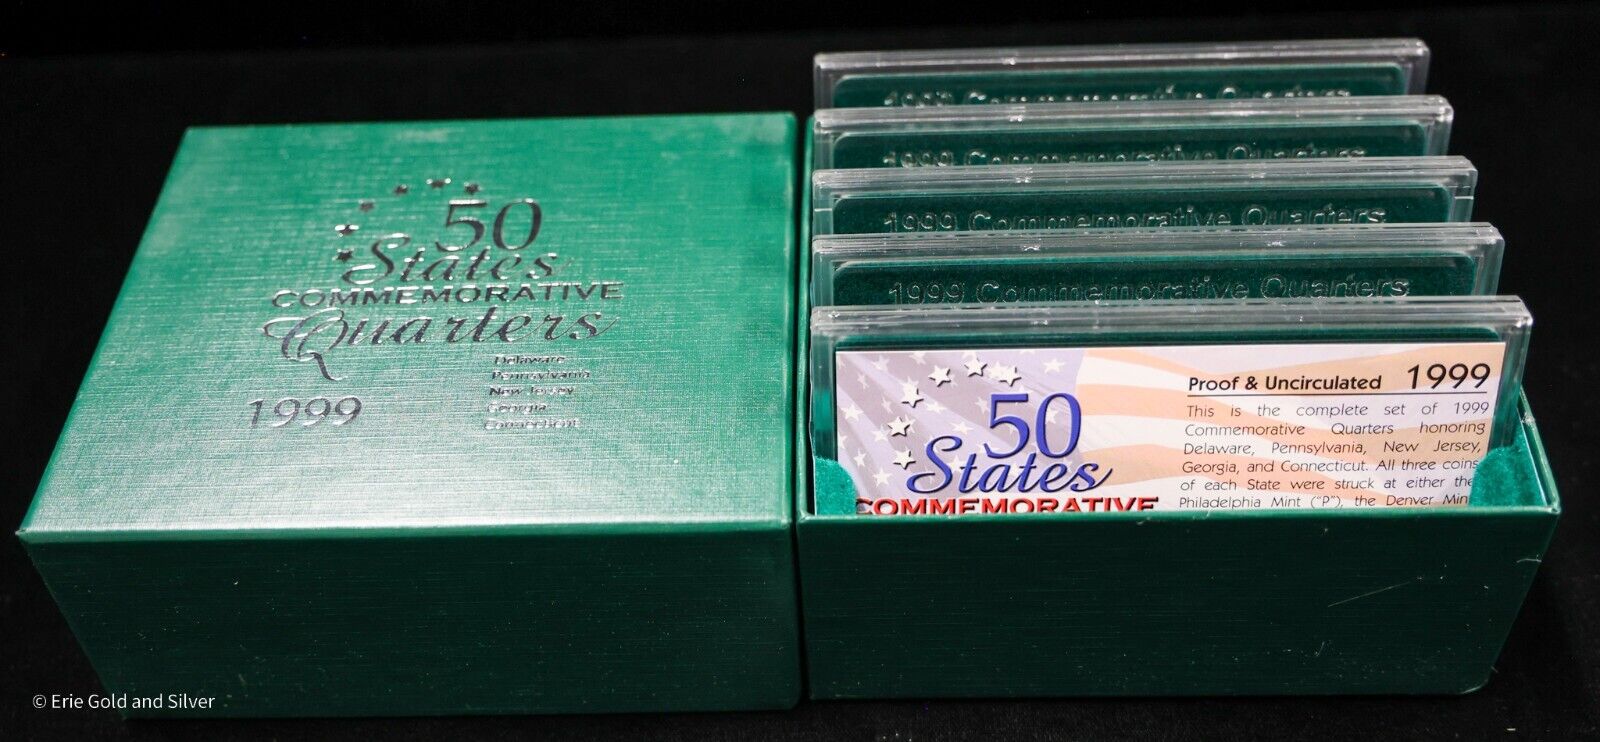 50
States
COMMEMORATIVE
Quarters
1999
Delaware
Pennsylvania
New Jersey
Georgia
Connecticut
1999 Commemorative Quarters
1999 Commemorative Quarters
1999 Commemorative Quarters
1999 Commemorative Quarters
50
States
COMMEMORATIVE
Proof & Uncirculated 1999
This is the complete set of 1999
Commemorative Quarters honoring
Delaware, Pennsylvania, New Jersey,
Georgia, and Connecticut. All three coins
of each State were struck at either the
Philadelphia Mint ("P"), the Denver Mint
© Erie Gold and Silver